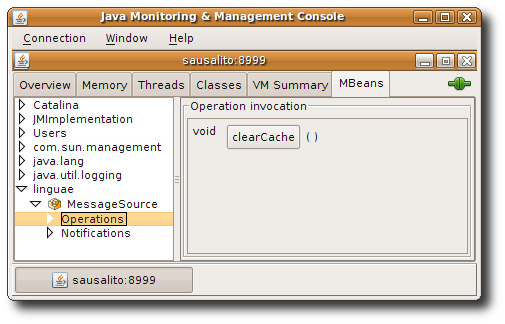 Java Monitoring & Management Console
Connection Window Help
sausalito:8999
Overview Memory Threads Classes VM Summary MBeans
Catalina
JMImplementation
Users
com.sun.management
java.lang
java.util.logging
linguae
MessageSource
Operations
Notifications
Operation invocation
void clearCache ( )
sausalito:8999